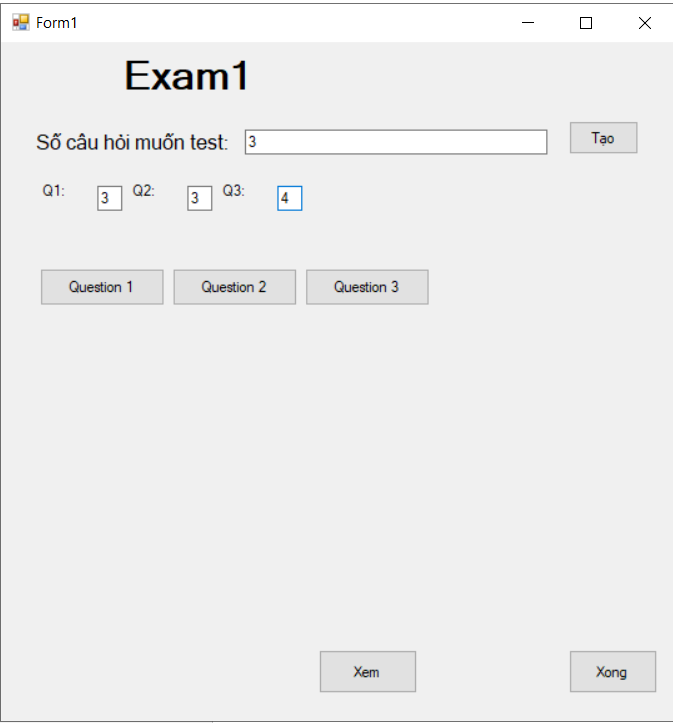 Form1
Exam1
Số câu hỏi muốn test: 3 Tạo
Q1: 3 Q2: 3 Q3: 4
Question 1 Question 2 Question 3
Xem Xong